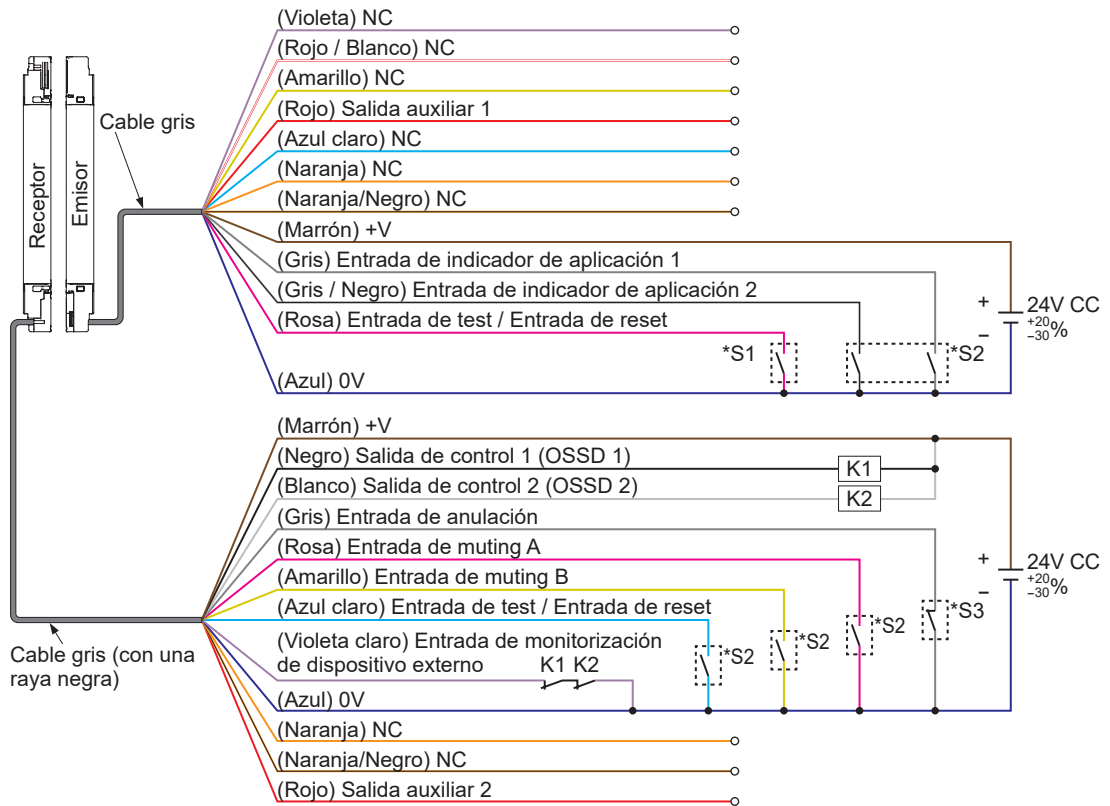 (Violeta) NC
(Rojo / Blanco) NC
(Amarillo) NC
(Rojo) Salida auxiliar 1
(Azul claro) NC
(Naranja) NC
(Naranja/Negro) NC
(Marrón) +V
(Gris) Entrada de indicador de aplicación 1
(Gris / Negro) Entrada de indicador de aplicación 2
(Rosa) Entrada de test / Entrada de reset
(Azul) 0V
Cable gris
Receptor
Emisor
*S1
*S2
+
24V CC
+20
–30 %
–
(Marrón) +V
(Negro) Salida de control 1 (OSSD 1)
(Blanco) Salida de control 2 (OSSD 2)
(Gris) Entrada de anulación
(Rosa) Entrada de muting A
(Amarillo) Entrada de muting B
(Azul claro) Entrada de test / Entrada de reset
(Violeta claro) Entrada de monitorización
de dispositivo externo
K1 K2
(Azul) 0V
(Naranja) NC
(Naranja/Negro) NC
(Rojo) Salida auxiliar 2
Cable gris (con una
raya negra)
K1
K2
*S2
*S2
*S2
*S3
+
24V CC
+20
–30 %
–